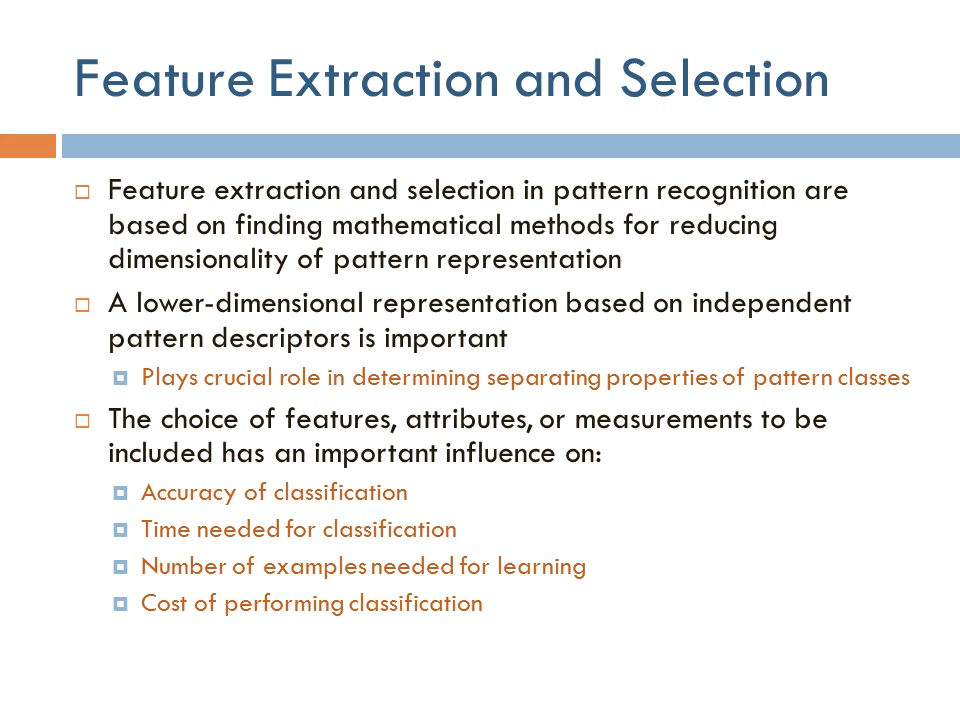 Feature Extraction and Selection
Feature extraction and selection in pattern recognition are
based on finding mathematical methods for reducing
dimensionality of pattern representation
A lower-dimensional representation based on independent
pattern descriptors is important
Plays crucial role in determining separating properties of pattern classes
The choice of features, attributes, or measurements to be
included has an important influence on:
Accuracy of classification
Time needed for classification
Number of examples needed for learning
Cost of performing classification